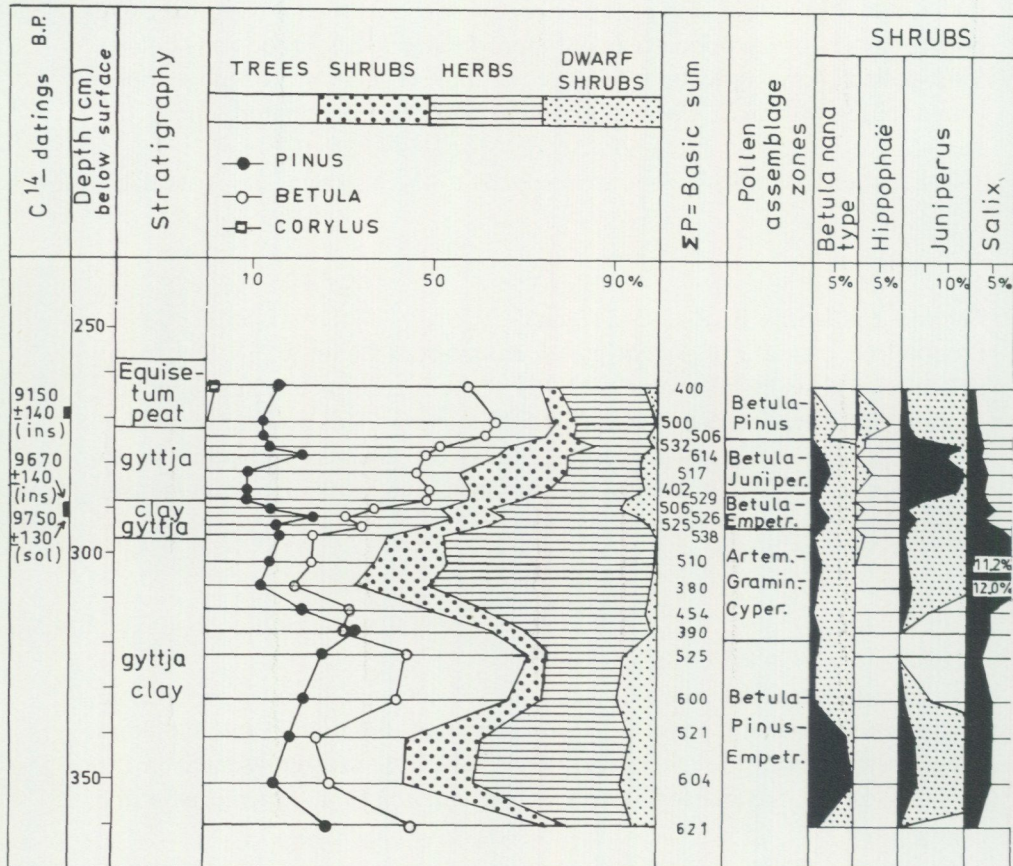 C14_ datings B.P.
Depth (cm)
below surface
Stratigraphy
TREES SHRUBS HERBS DWARF
SHRUBS
PINUS
BETULA
CORYLUS
ΣP=Basic sum
Pollen
assemblage
zones
SHRUBS
Betula nana
type
Hippophaë
Juniperus
Salix
10 50 90%
5% 5% 10% 5%
250
300
350
9150
±140
(ins)
9670
±140
(ins)
9750
±130
(sol)
Equise-
tum
peat
gyttja
clay
gyttja
gyttja
clay
400
500
506
532
614
517
402
529
506
526
525
538
510
380
454
390
525
600
521
604
621
Betula-
Pinus
Betula-
Juniper.
Betula-
Empetr.
Artem.-
Gramin-
Cyper.
Betula-
Pinus-
Empetr.
11,2%
12,0%